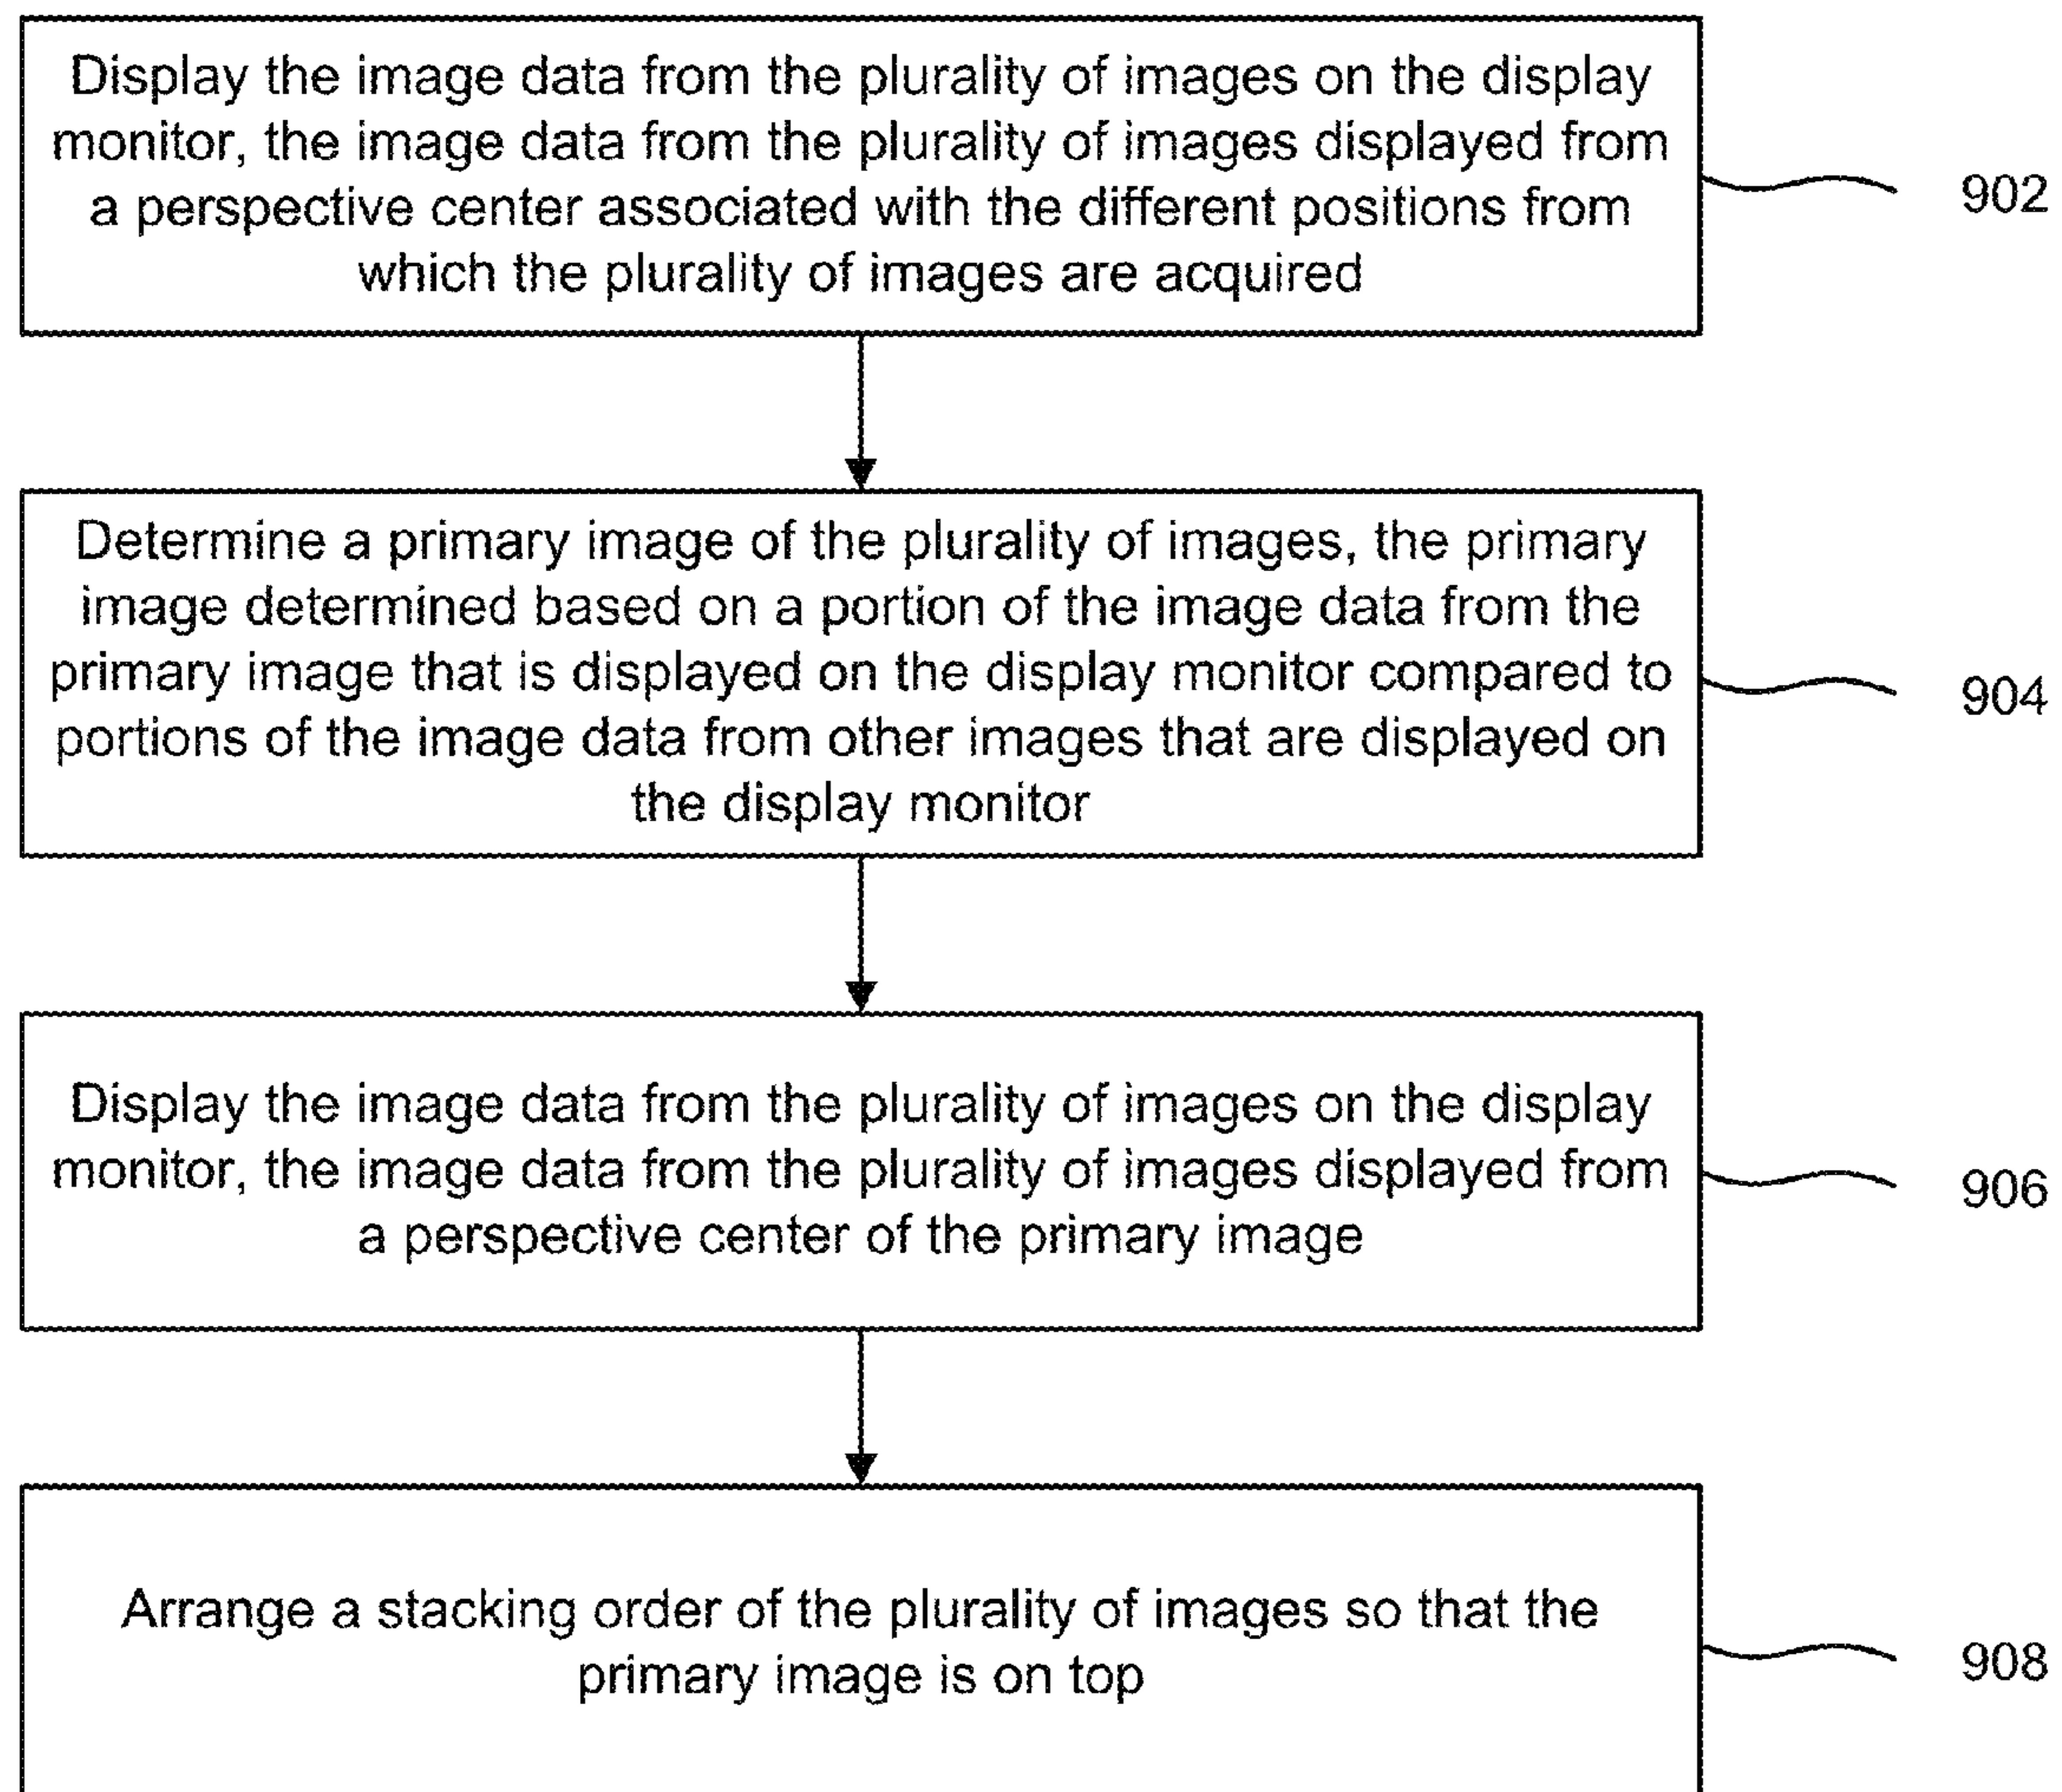 Display the image data from the plurality of images on the display
monitor, the image data from the plurality of images displayed from
a perspective center associated with the different positions from
which the plurality of images are acquired
902
Determine a primary image of the plurality of images, the primary
image determined based on a portion of the image data from the
primary image that is displayed on the display monitor compared to
portions of the image data from other images that are displayed on
the display monitor
904
Display the image data from the plurality of images on the display
monitor, the image data from the plurality of images displayed from
a perspective center of the primary image
906
Arrange a stacking order of the plurality of images so that the
primary image is on top
908